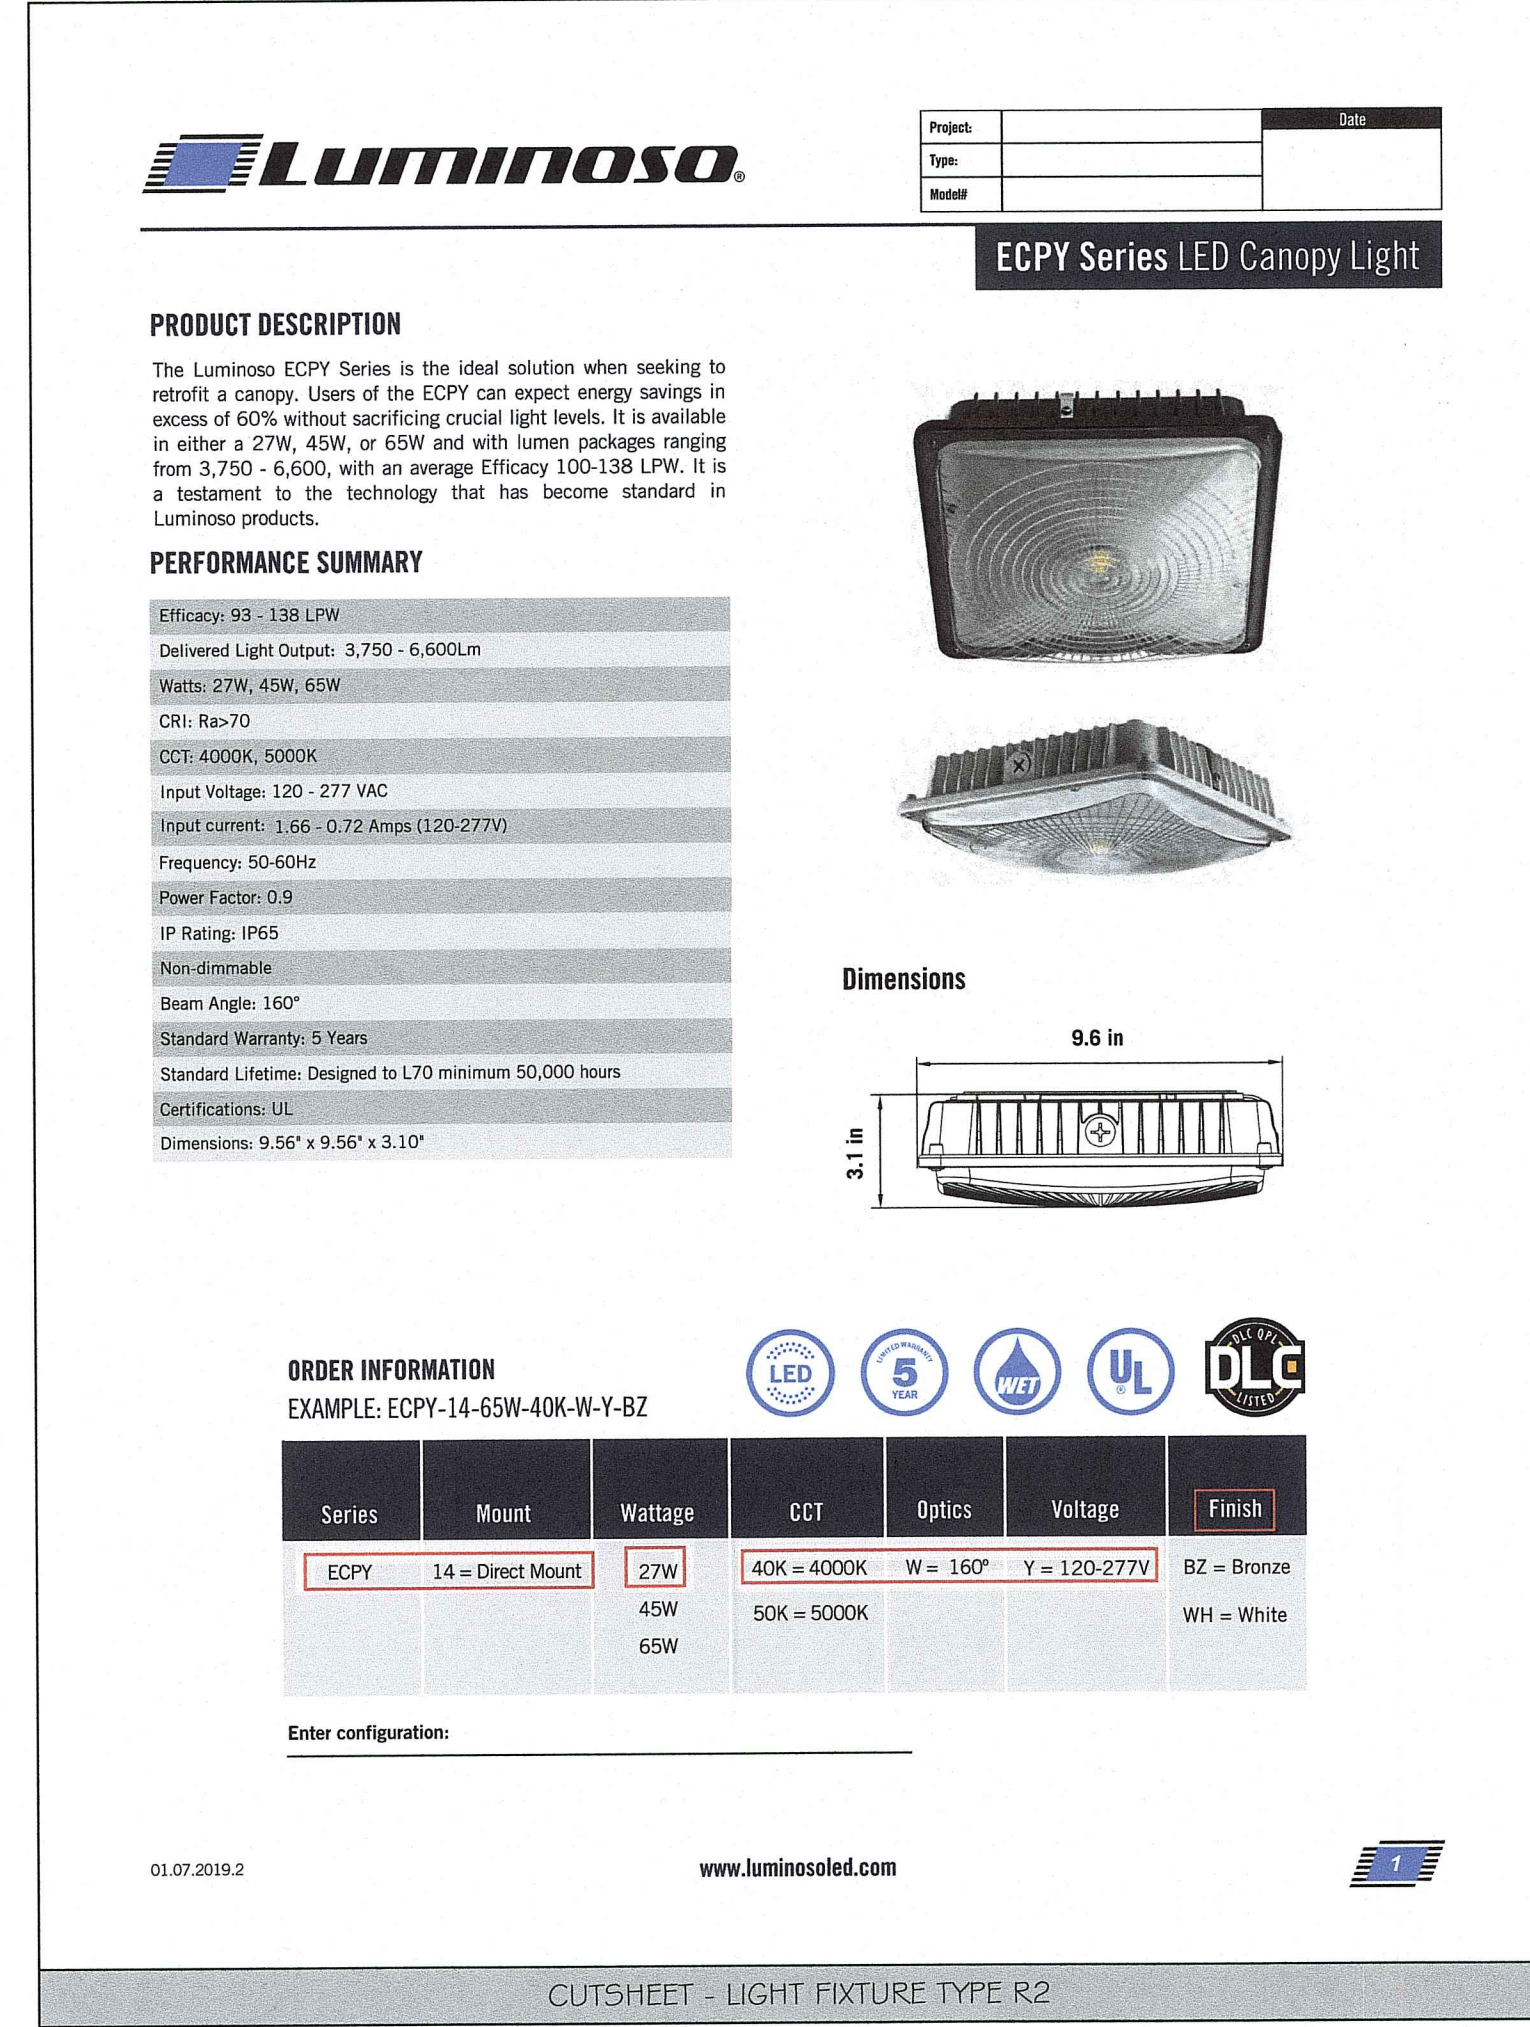 LUMINOSO®
Project:
Type:
Model#
Date
ECPY Series LED Canopy Light
PRODUCT DESCRIPTION
The Luminoso ECPY Series is the ideal solution when seeking to
retrofit a canopy. Users of the ECPY can expect energy savings in
excess of 60% without sacrificing crucial light levels. It is available
in either a 27W, 45W, or 65W and with lumen packages ranging
from 3,750 - 6,600, with an average Efficacy 100-138 LPW. It is
a testament to the technology that has become standard in
Luminoso products.
PERFORMANCE SUMMARY
Efficacy: 93 - 138 LPW
Delivered Light Output: 3,750 - 6,600Lm
Watts: 27W, 45W, 65W
CRI: Ra>70
CCT: 4000K, 5000K
Input Voltage: 120 - 277 VAC
Input current: 1.66 - 0.72 Amps (120-277V)
Frequency: 50-60Hz
Power Factor: 0.9
IP Rating: IP65
Non-dimmable
Beam Angle: 160°
Standard Warranty: 5 Years
Standard Lifetime: Designed to L70 minimum 50,000 hours
Certifications: UL
Dimensions: 9.56" x 9.56" x 3.10"
Dimensions
9.6 in
3.1 in
ORDER INFORMATION
EXAMPLE: ECPY-14-65W-40K-W-Y-BZ
LED
LIMITED WARRANTY
5
YEAR
WET
UL
®
DLC QPL
DLC
LISTED
Series Mount Wattage CCT Optics Voltage Finish
ECPY 14 = Direct Mount 27W 40K = 4000K W = 160° Y = 120-277V BZ = Bronze
45W 50K = 5000K WH = White
65W
Enter configuration:
01.07.2019.2
www.luminosoled.com
1
CUTSHEET - LIGHT FIXTURE TYPE R2